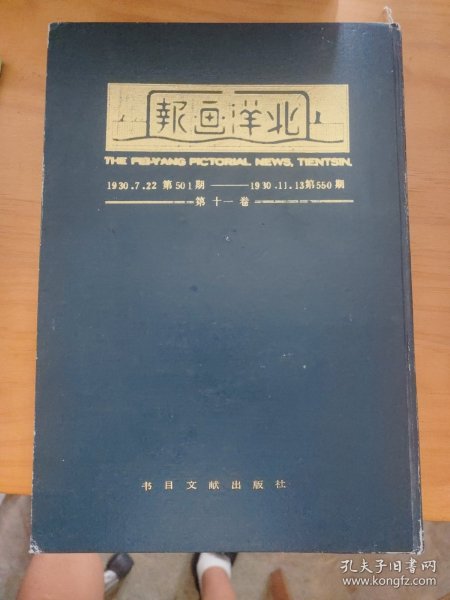 北洋画報
THE PEI-YANG PICTORIAL NEWS, TIENTSIN.
1930.7.22 第501期——1930.11.13第550期
第十一卷
书目文献出版社
孔夫子旧书网
www.kongfz.com